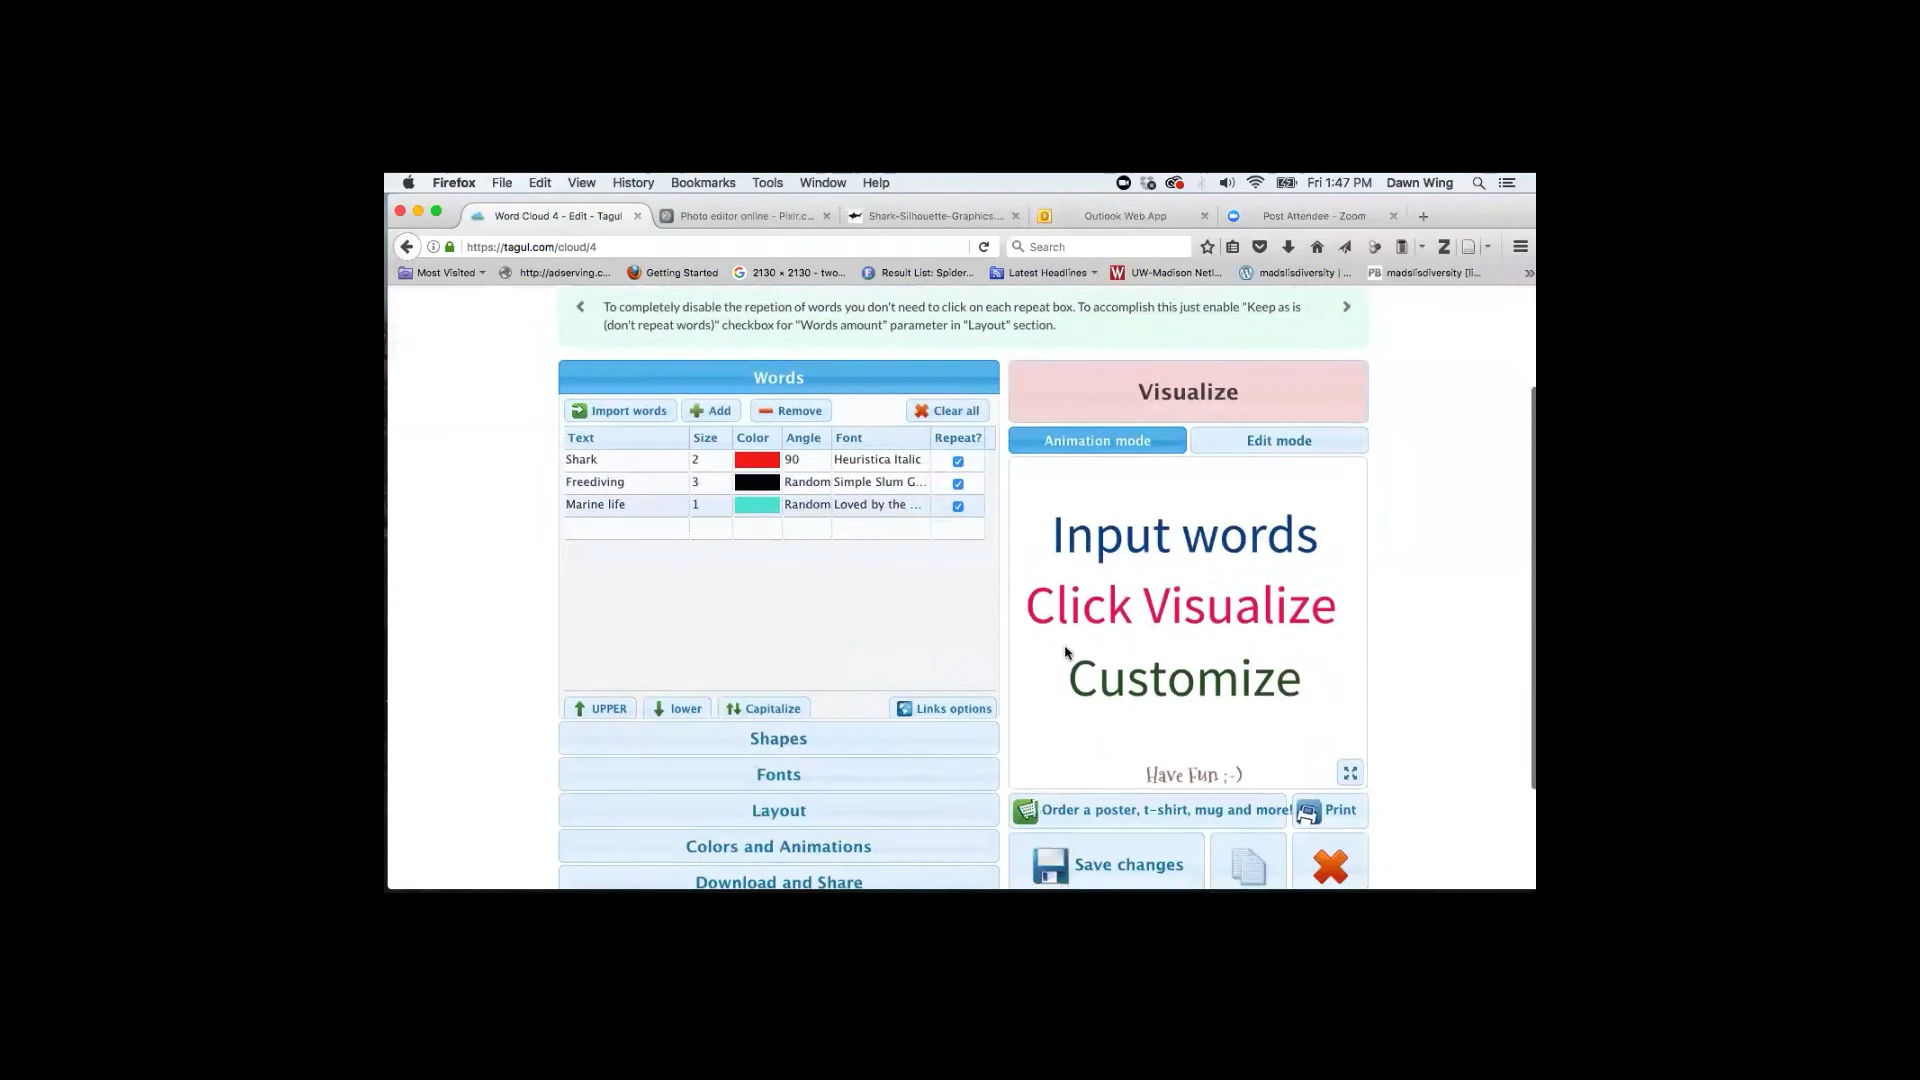 Firefox File Edit View History Bookmarks Tools Window Help Fri 1:47 PM Dawn Wing
Word Cloud 4 - Edit - Tagul Photo editor online - Pixlr.c... Shark-Silhouette-Graphics.... Outlook Web App Post Attendee - Zoom
https://tagul.com/cloud/4 Search
Most Visited http://adserving.c... Getting Started 2130 × 2130 - two... Result List: Spider... Latest Headlines UW-Madison Netl... madslisdiversity | ... PB madslisdiversity [li...
To completely disable the repetion of words you don't need to click on each repeat box. To accomplish this just enable "Keep as is
(don't repeat words)" checkbox for "Words amount" parameter in "Layout" section.
Words
Import words Add Remove Clear all
Text Size Color Angle Font Repeat?
Shark 2 90 Heuristica Italic
Freediving 3 Random Simple Slum G...
Marine life 1 Random Loved by the ...
UPPER lower Capitalize Links options
Shapes
Fonts
Layout
Colors and Animations
Download and Share
Visualize
Animation mode Edit mode
Input words
Click Visualize
Customize
Have Fun ;-)
Order a poster, t-shirt, mug and more! Print
Save changes